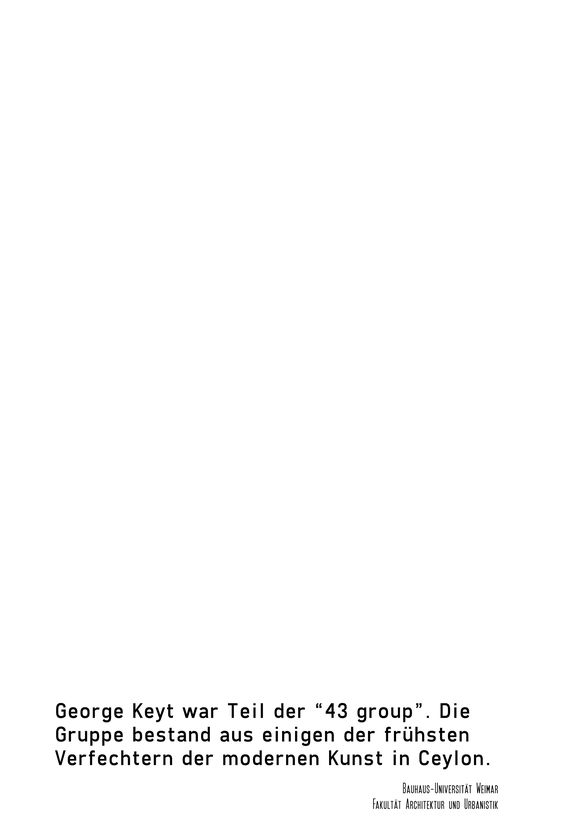 George Keyt war Teil der “43 group”. Die
Gruppe bestand aus einigen der frühsten
Verfechtern der modernen Kunst in Ceylon.
Bauhaus-Universität Weimar
Fakultät Architektur und Urbanistik